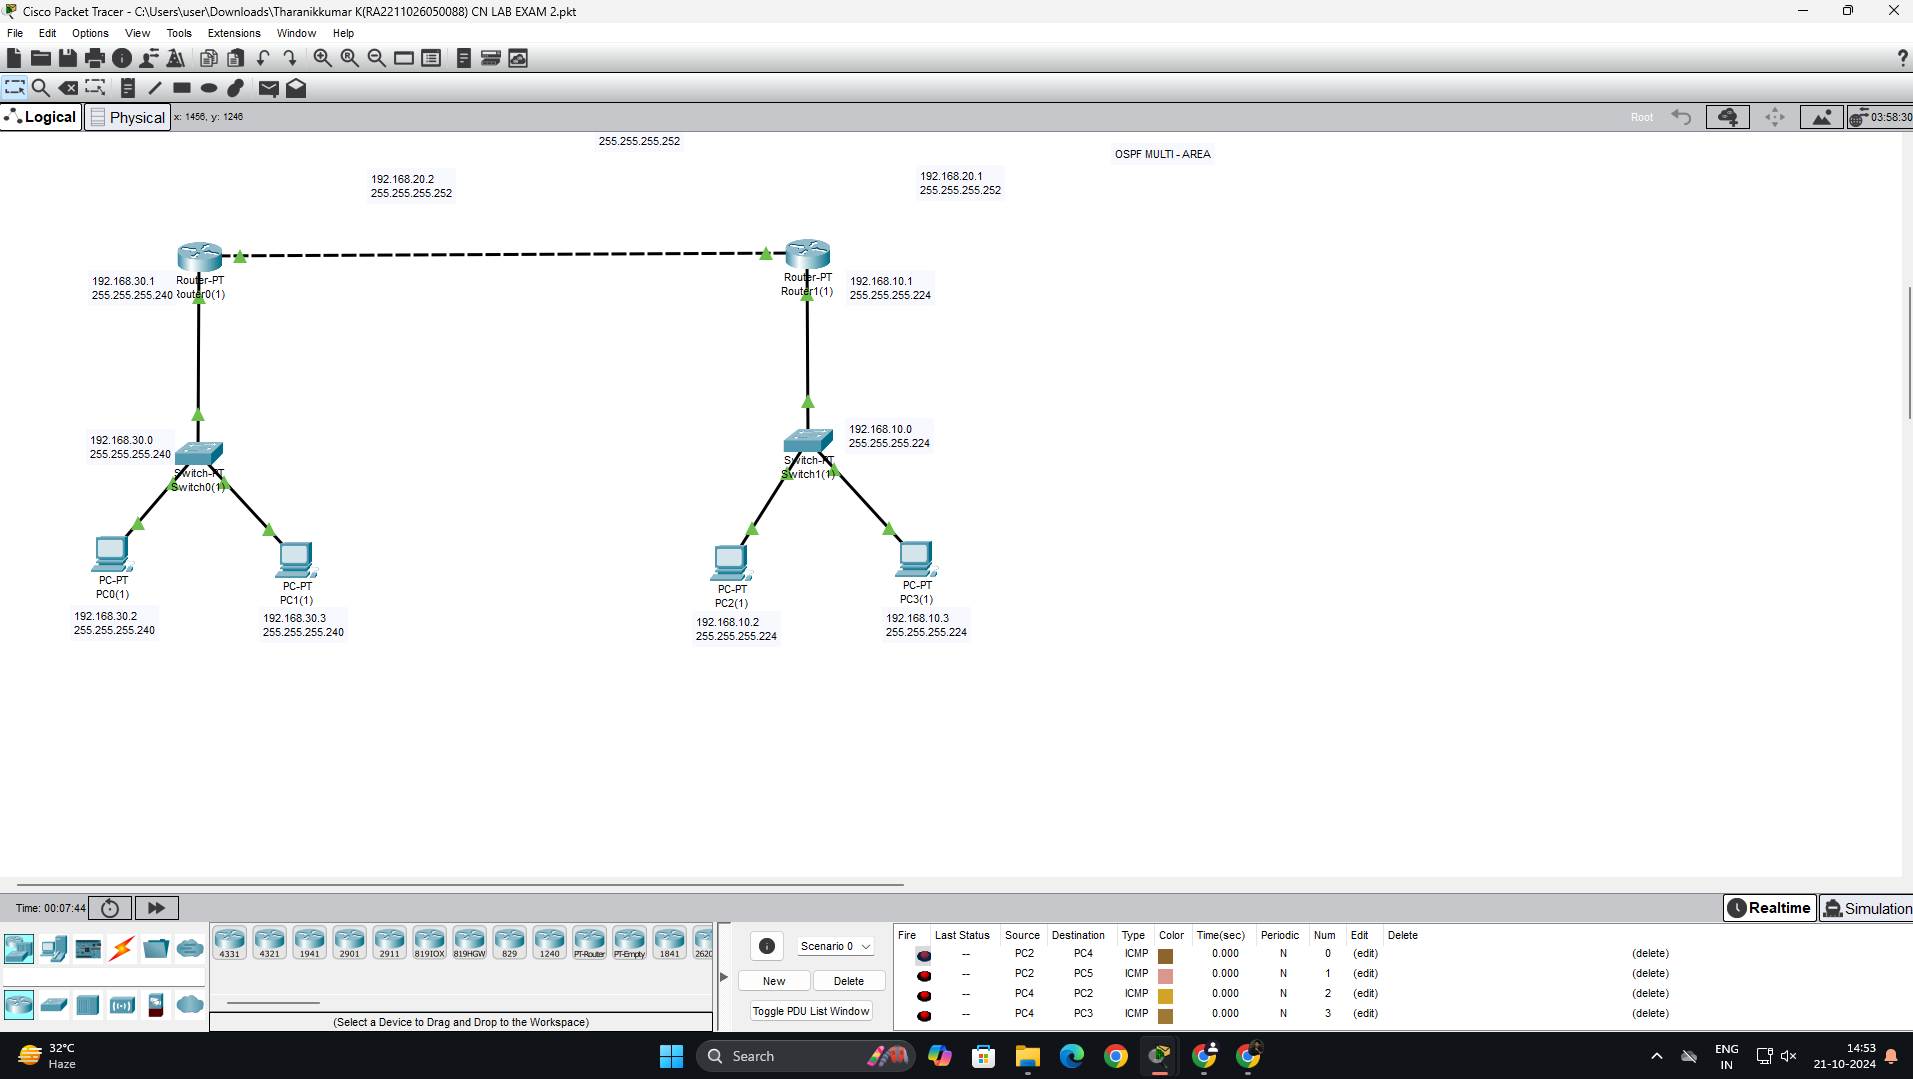 Cisco Packet Tracer - C:\Users\user\Downloads\Tharanikkumar K(RA2211026050088) CN LAB EXAM 2.pkt
File Edit Options View Tools Extensions Window Help
?
Logical Physical x: 1456, y: 1246
Root
03:58:30
255.255.255.252
OSPF MULTI - AREA
192.168.20.2
255.255.255.252
192.168.20.1
255.255.255.252
192.168.30.1
255.255.255.240
Router-PT
Router0(1)
Router-PT
Router1(1)
192.168.10.1
255.255.255.224
192.168.30.0
255.255.255.240
Switch-PT
Switch0(1)
192.168.10.0
255.255.255.224
Switch-PT
Switch1(1)
PC-PT
PC0(1)
192.168.30.2
255.255.255.240
PC-PT
PC1(1)
192.168.30.3
255.255.255.240
PC-PT
PC2(1)
192.168.10.2
255.255.255.224
PC-PT
PC3(1)
192.168.10.3
255.255.255.224
Time: 00:07:44
Realtime Simulation
4331 4321 1941 2901 2911 819IOX 819HGW 829 1240 PT-Router PT-Empty 1841 2620
(Select a Device to Drag and Drop to the Workspace)
Scenario 0
New Delete
Toggle PDU List Window
Fire Last Status Source Destination Type Color Time(sec) Periodic Num Edit Delete
-- PC2 PC4 ICMP 0.000 N 0 (edit) (delete)
-- PC2 PC5 ICMP 0.000 N 1 (edit) (delete)
-- PC4 PC2 ICMP 0.000 N 2 (edit) (delete)
-- PC4 PC3 ICMP 0.000 N 3 (edit) (delete)
32°C
Haze
Search
ENG
IN
14:53
21-10-2024